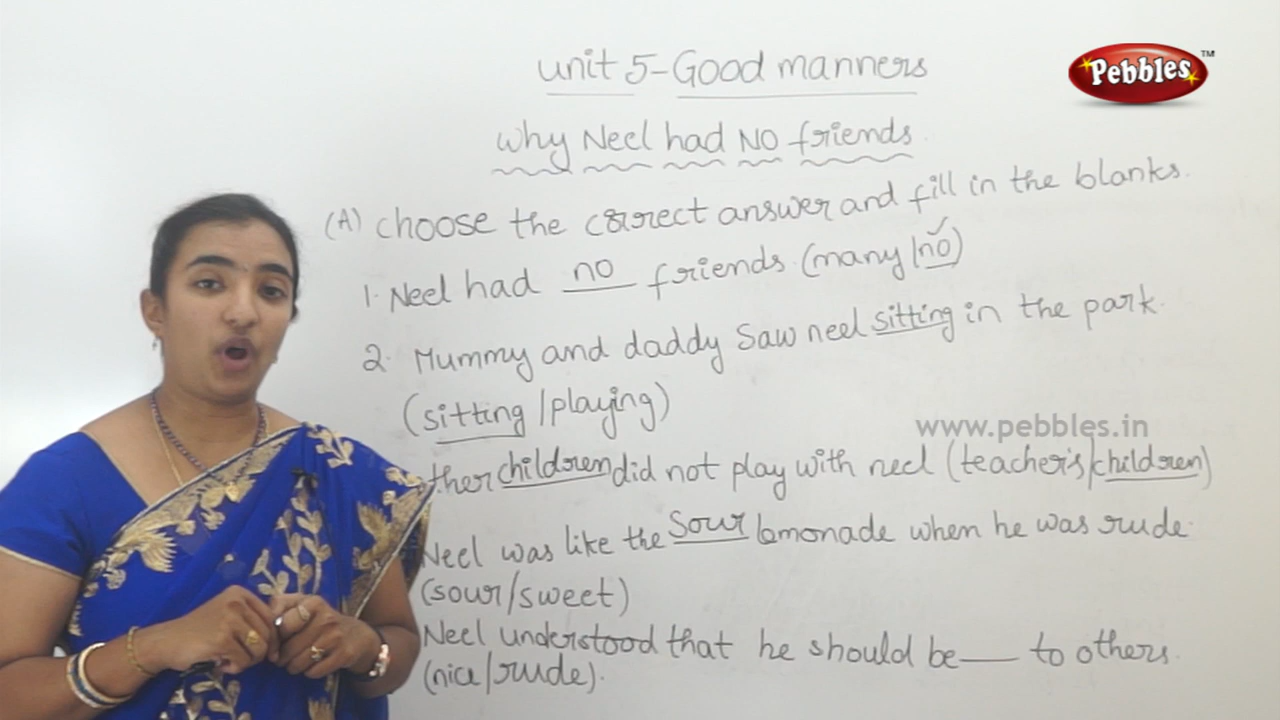 unit 5-Good manners
Pebbles™
Why Neel had NO friends.
(A) choose the correct answer and fill in the blanks.
1. Neel had no friends. (many/no)
2. Mummy and daddy saw neel sitting in the park.
(sitting/playing)
www.pebbles.in
ther children did not play with neel (teacher's/children)
Neel was like the sour lemonade when he was rude.
(sour/sweet)
Neel understood that he should be ___ to others.
(nice/rude).